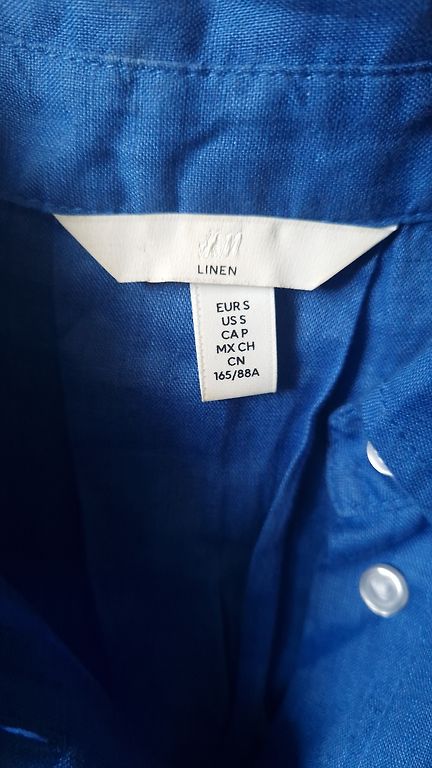 H&M
LINEN
EUR S
US S
CA P
MX CH
CN
165/88A